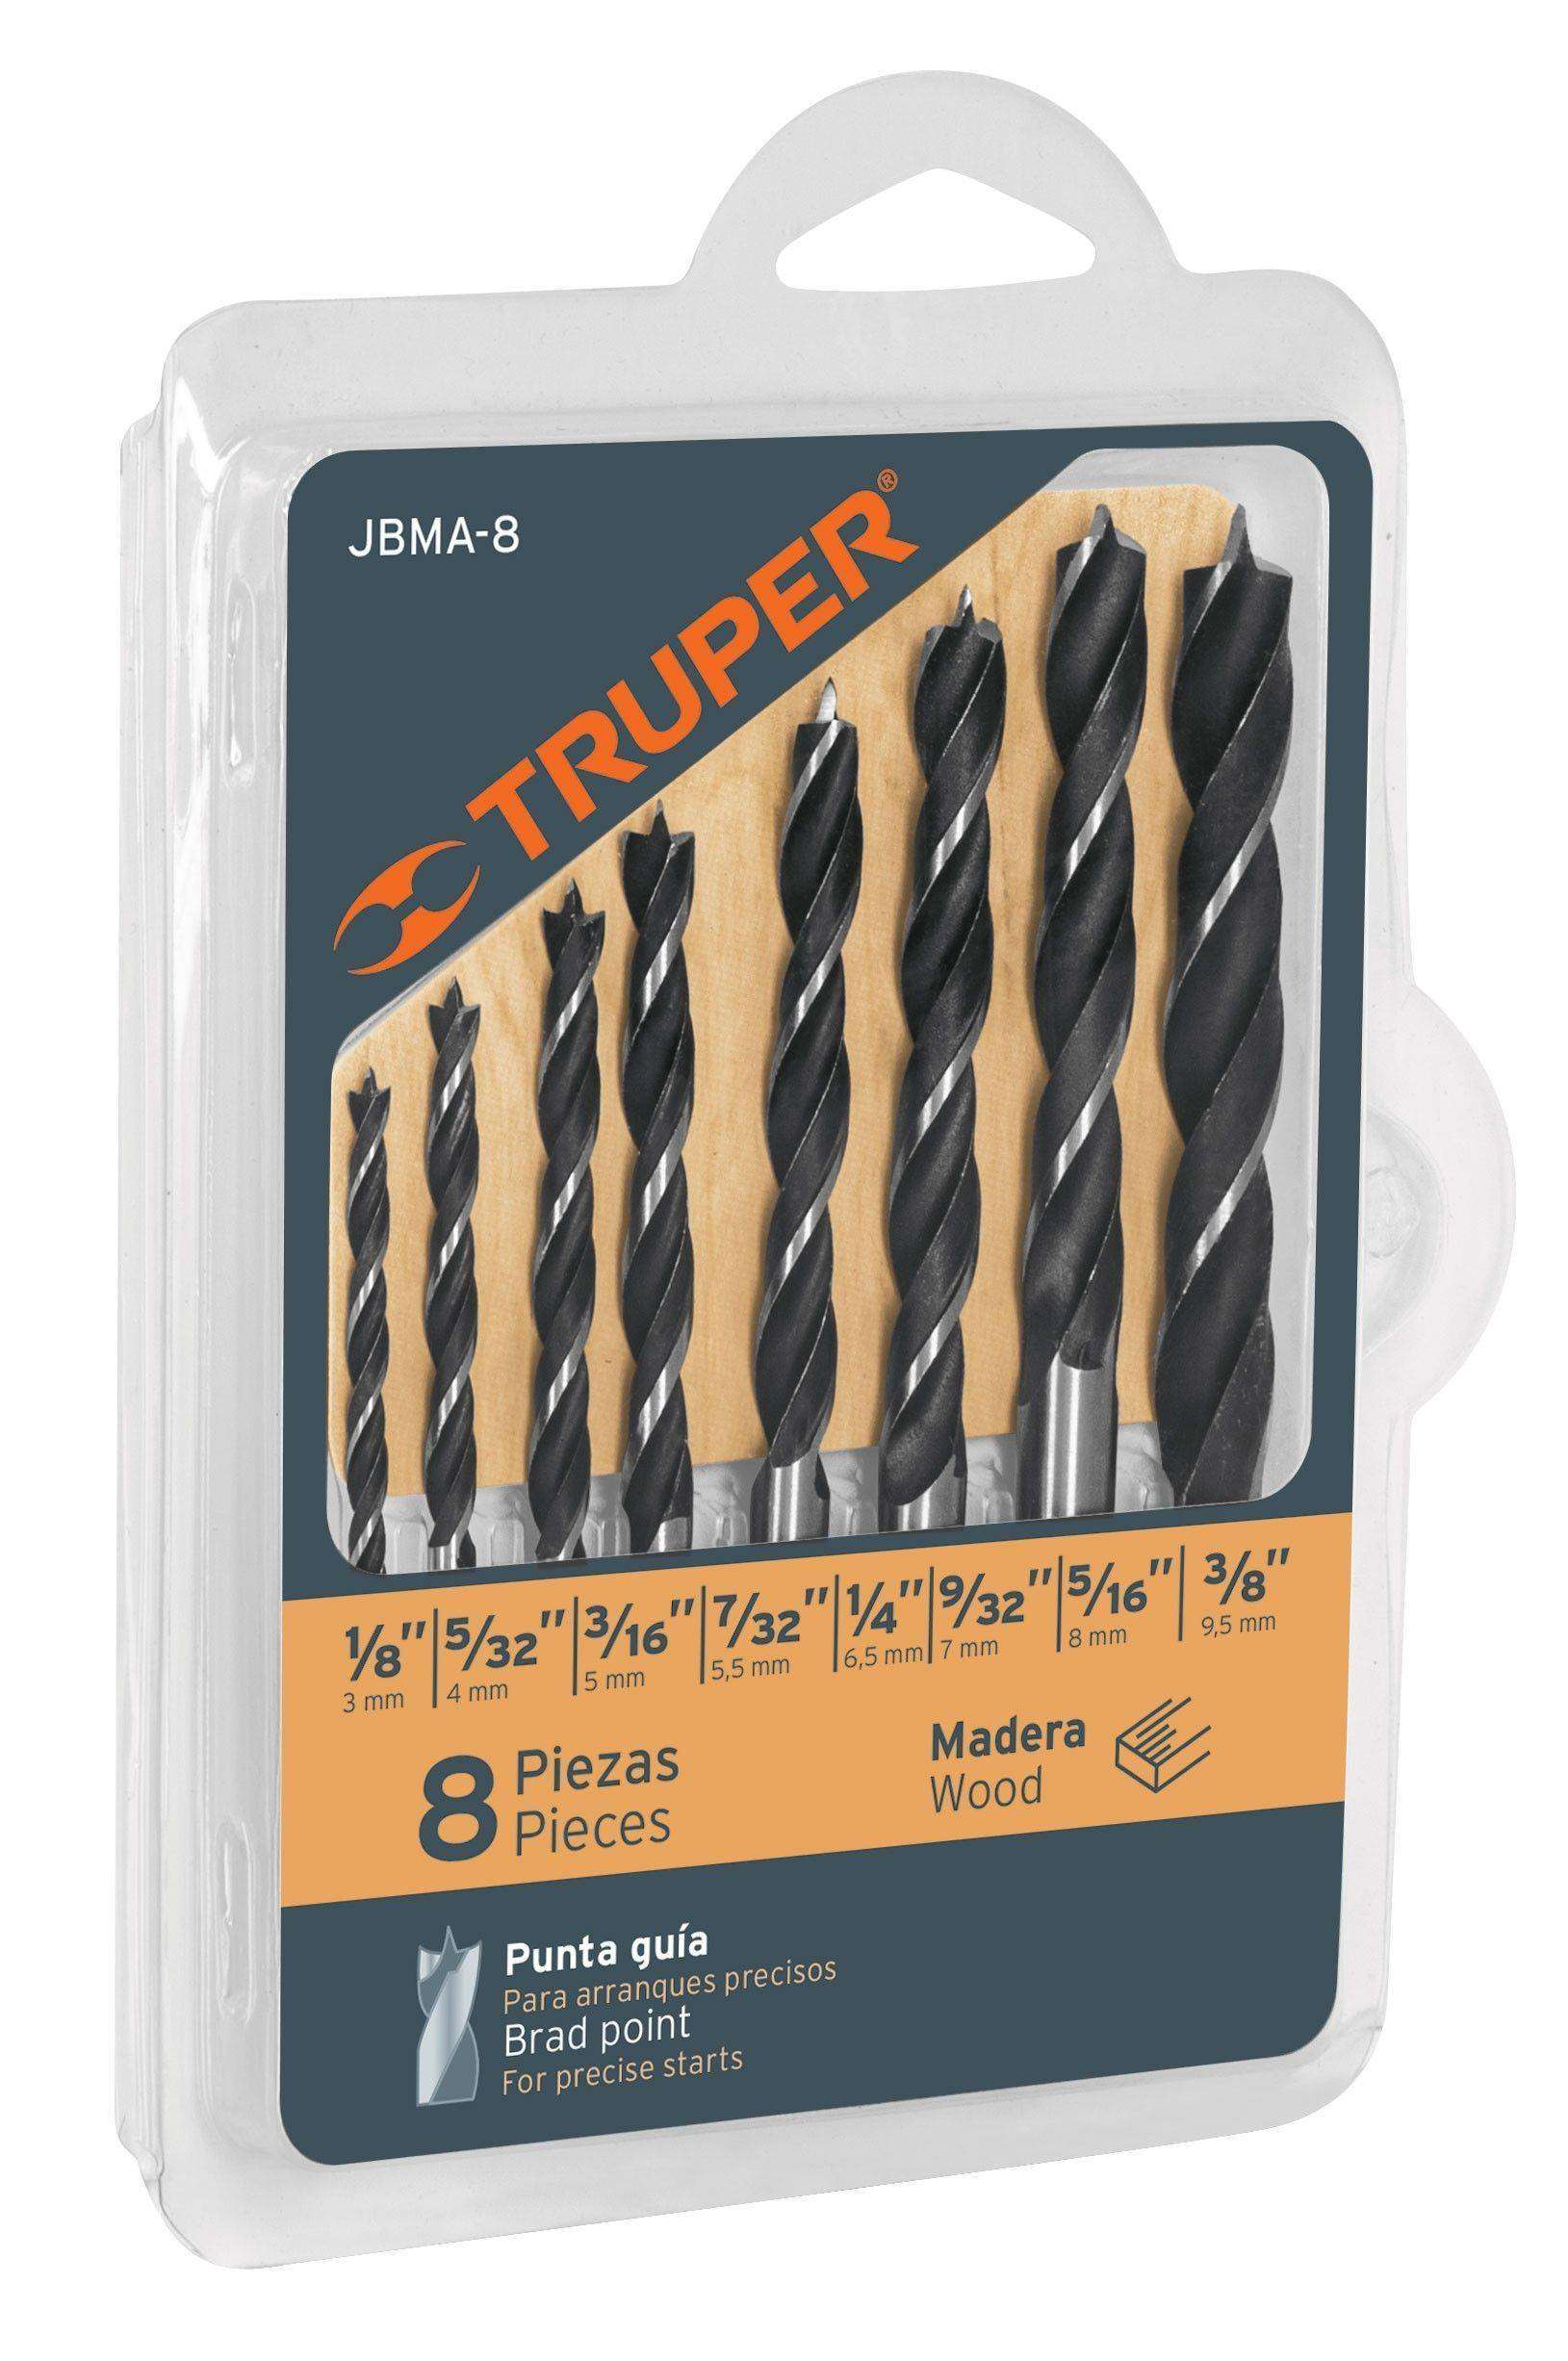 JBMA-8
TRUPER®
1/8" 5/32" 3/16" 7/32" 1/4" 9/32" 5/16" 3/8"
3 mm 4 mm 5 mm 5,5 mm 6,5 mm 7 mm 8 mm 9,5 mm
8 Piezas
Pieces
Madera
Wood
Punta guía
Para arranques precisos
Brad point
For precise starts